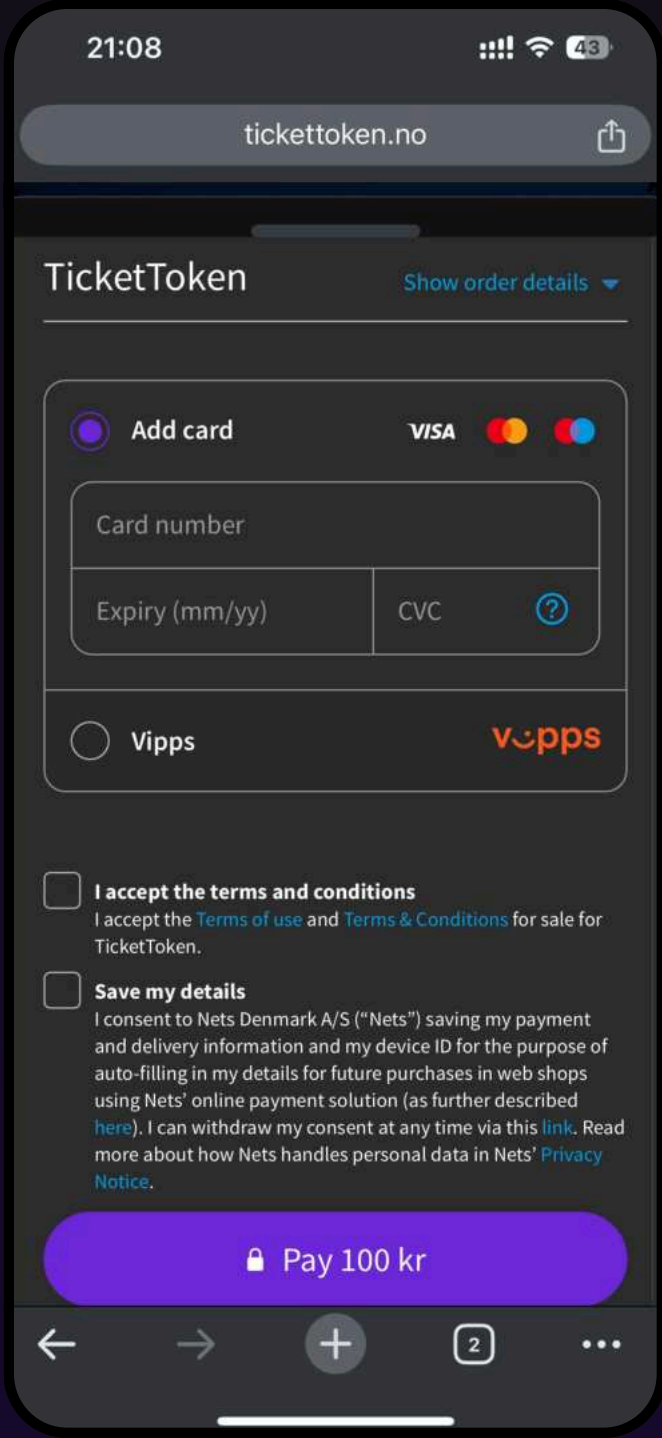 21:08
43
tickettoken.no
TicketToken
Show order details
Add card
VISA
Card number
Expiry (mm/yy)
CVC
?
Vipps
vipps
I accept the terms and conditions
I accept the Terms of use and Terms & Conditions for sale for
TicketToken.
Save my details
I consent to Nets Denmark A/S (“Nets”) saving my payment
and delivery information and my device ID for the purpose of
auto-filling in my details for future purchases in web shops
using Nets’ online payment solution (as further described
here). I can withdraw my consent at any time via this link. Read
more about how Nets handles personal data in Nets’ Privacy
Notice.
Pay 100 kr
2